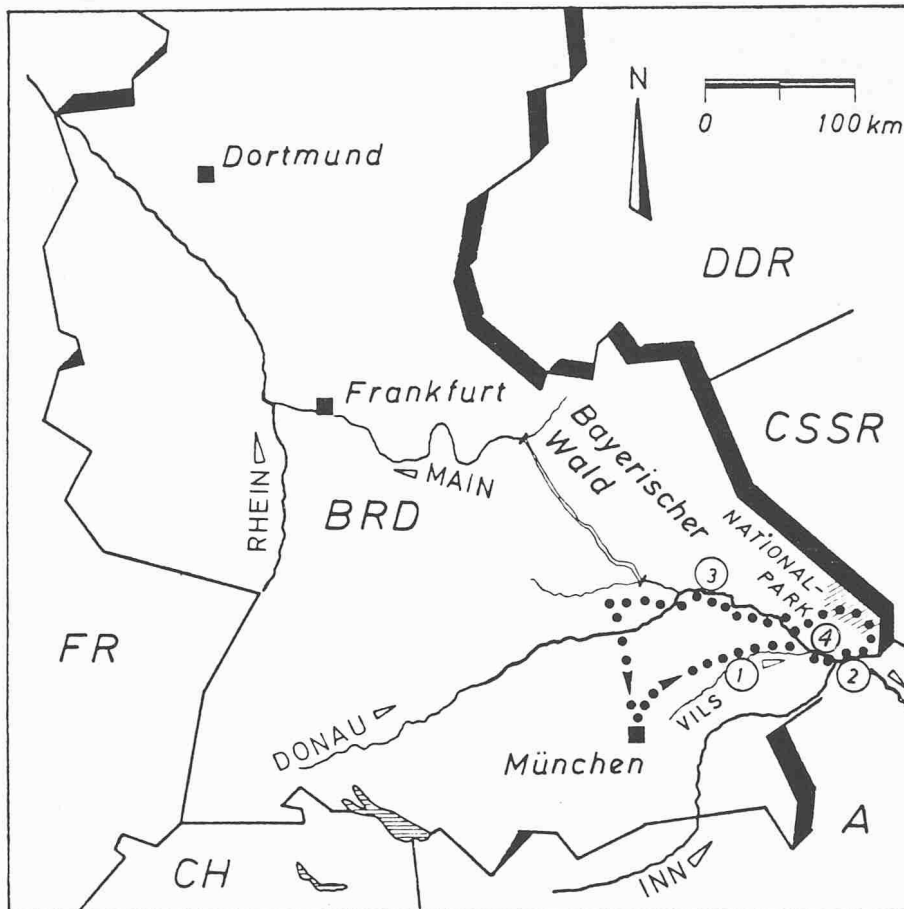 N
0 100 km
Dortmund
DDR
Frankfurt
CSSR
Bayerischer
Wald
MAIN
RHEIN
BRD
NATIONAL-
PARK
3
4
FR
1
2
VILS
DONAU
München
A
CH
INN